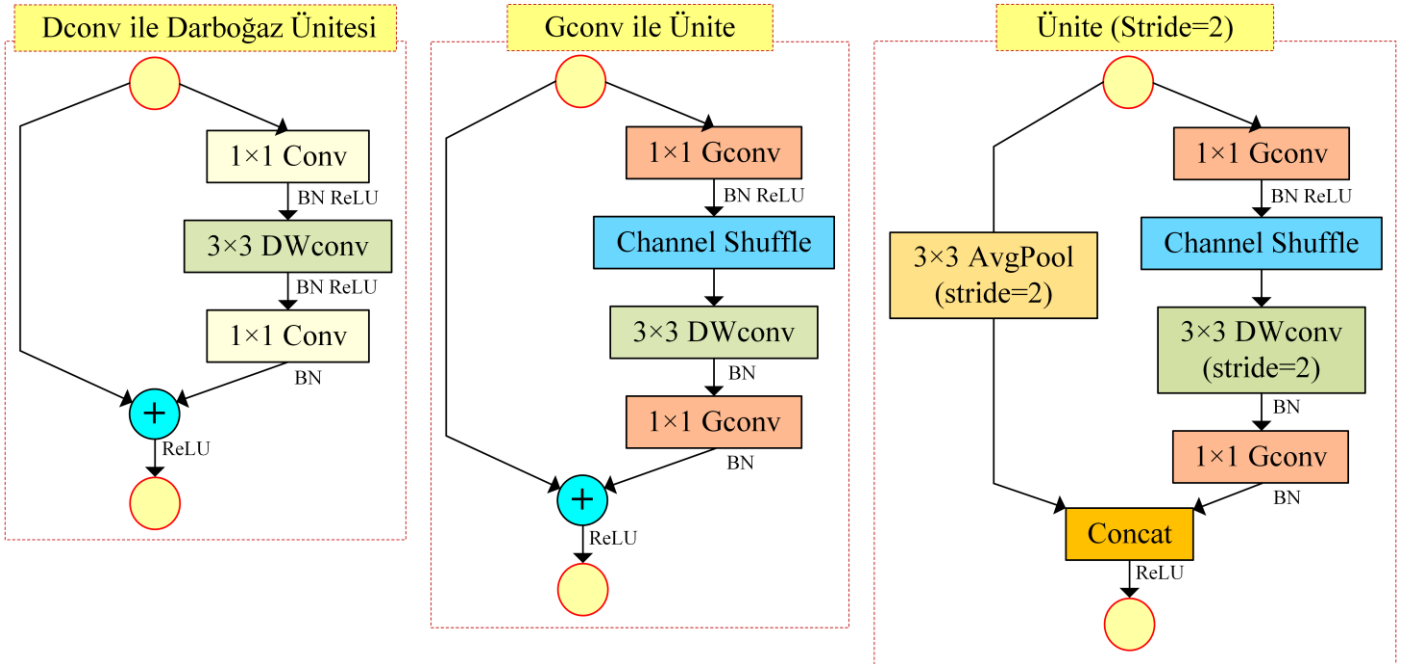 Dconv ile Darboğaz Ünitesi
1×1 Conv
BN ReLU
3×3 DWconv
BN ReLU
1×1 Conv
BN
+
ReLU
Gconv ile Ünite
1×1 Gconv
BN ReLU
Channel Shuffle
3×3 DWconv
BN
1×1 Gconv
BN
+
ReLU
Ünite (Stride=2)
3×3 AvgPool
(stride=2)
1×1 Gconv
BN ReLU
Channel Shuffle
3×3 DWconv
(stride=2)
BN
1×1 Gconv
BN
Concat
ReLU